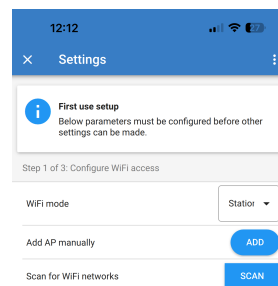 12:12
27
Settings
First use setup
Below parameters must be configured before other
settings can be made.
Step 1 of 3: Configure WiFi access
WiFi mode
Station
Add AP manually
ADD
Scan for WiFi networks
SCAN